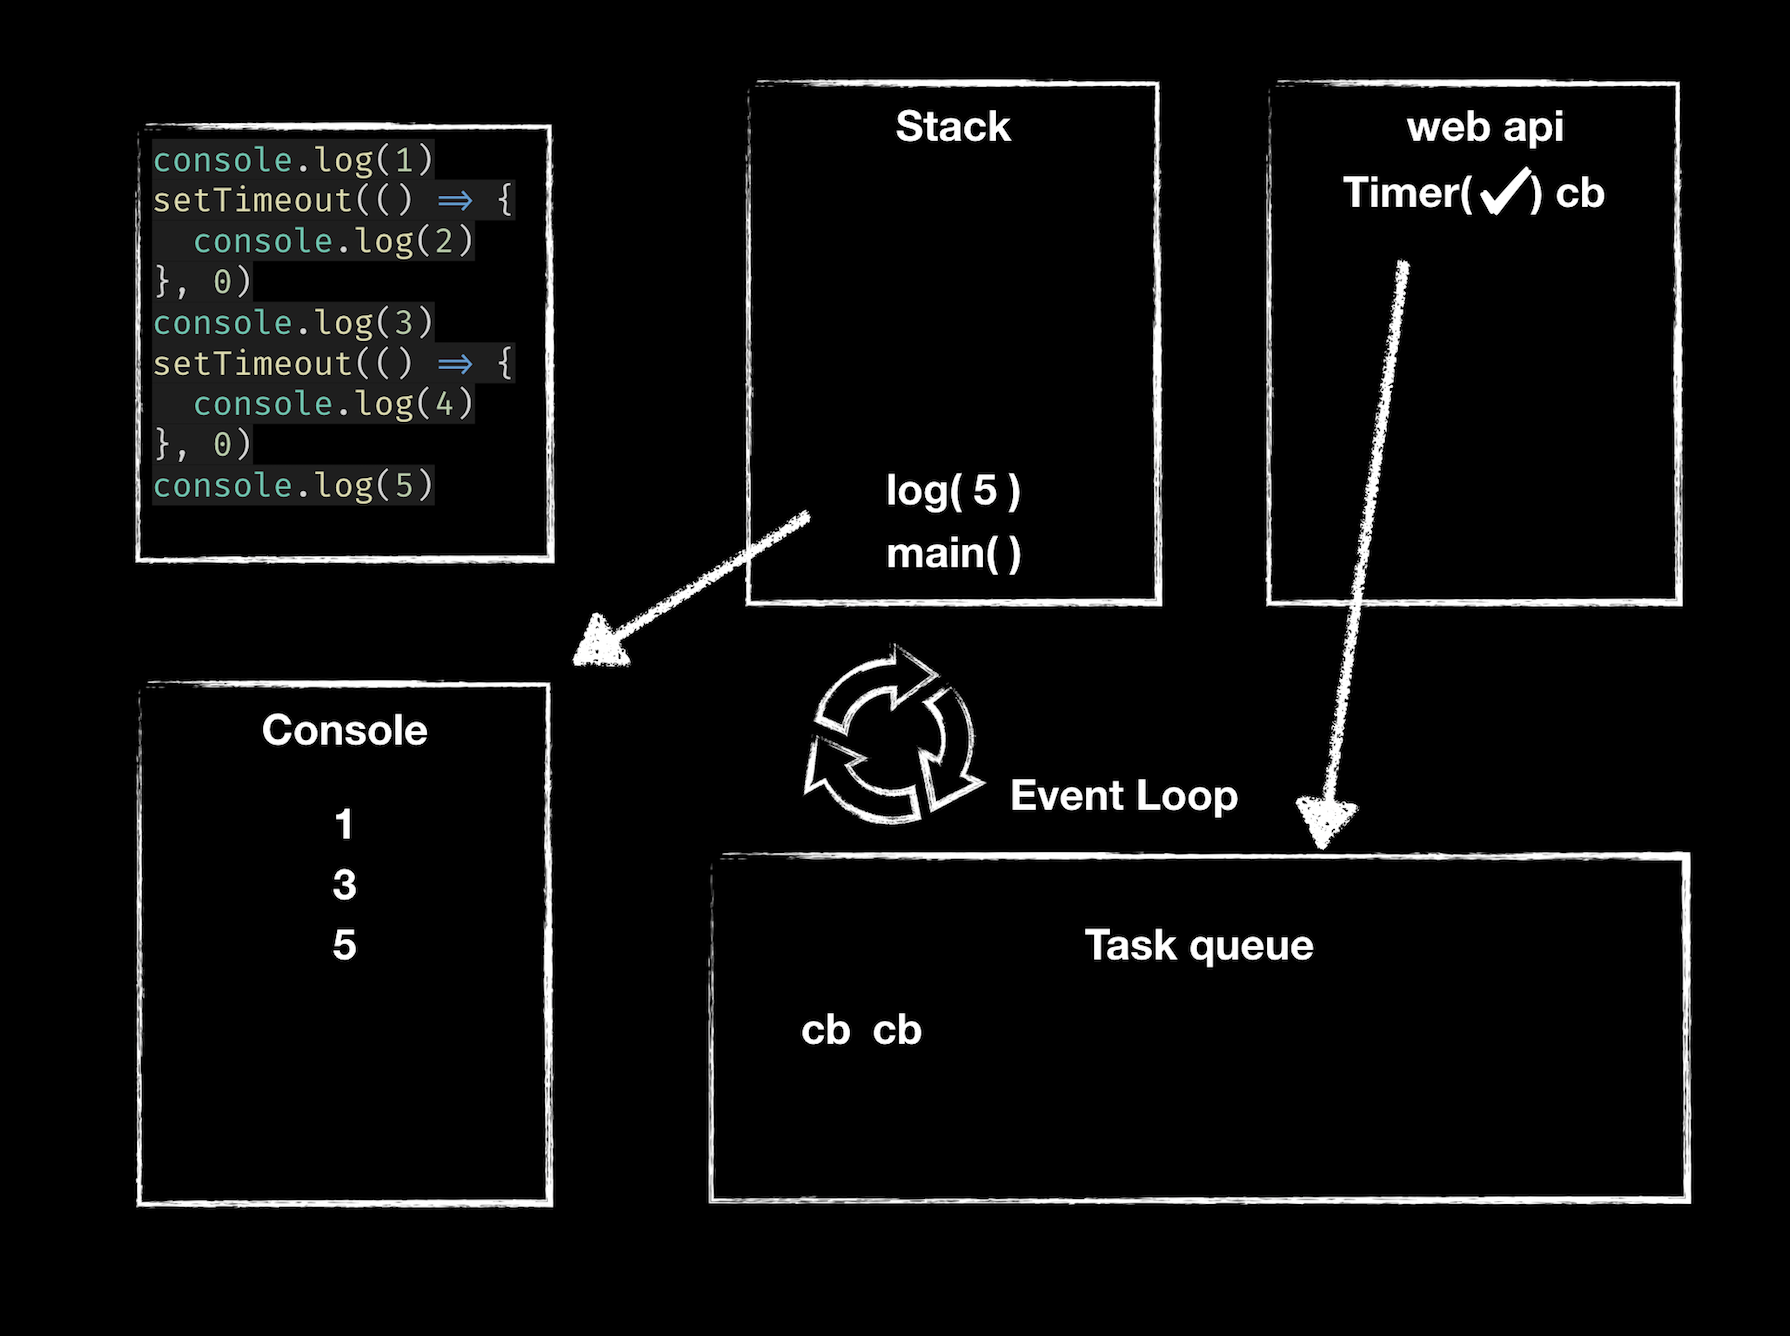 console.log(1)
setTimeout(() => {
  console.log(2)
}, 0)
console.log(3)
setTimeout(() => {
  console.log(4)
}, 0)
console.log(5)
Stack
log( 5 )
main( )
web api
Timer( ✓ ) cb
Console
1
3
5
Event Loop
Task queue
cb cb